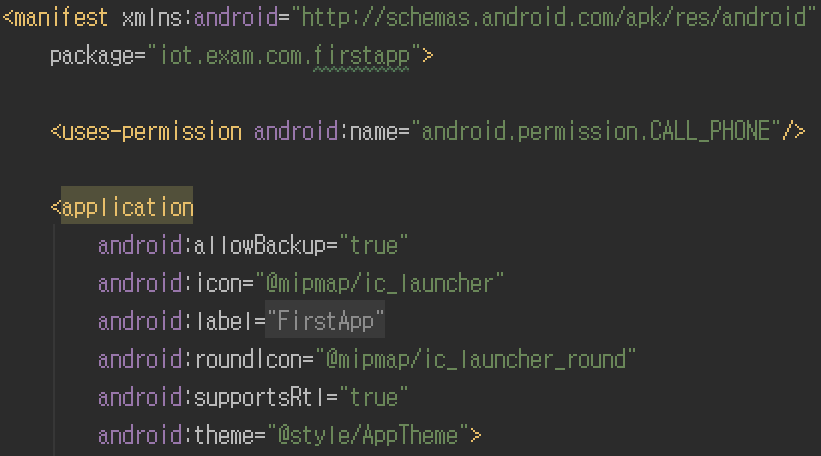 <manifest xmlns:android="http://schemas.android.com/apk/res/android"
package="iot.exam.com.firstapp">
<uses-permission android:name="android.permission.CALL_PHONE"/>
<application
android:allowBackup="true"
android:icon="@mipmap/ic_launcher"
android:label="FirstApp"
android:roundIcon="@mipmap/ic_launcher_round"
android:supportsRtl="true"
android:theme="@style/AppTheme">